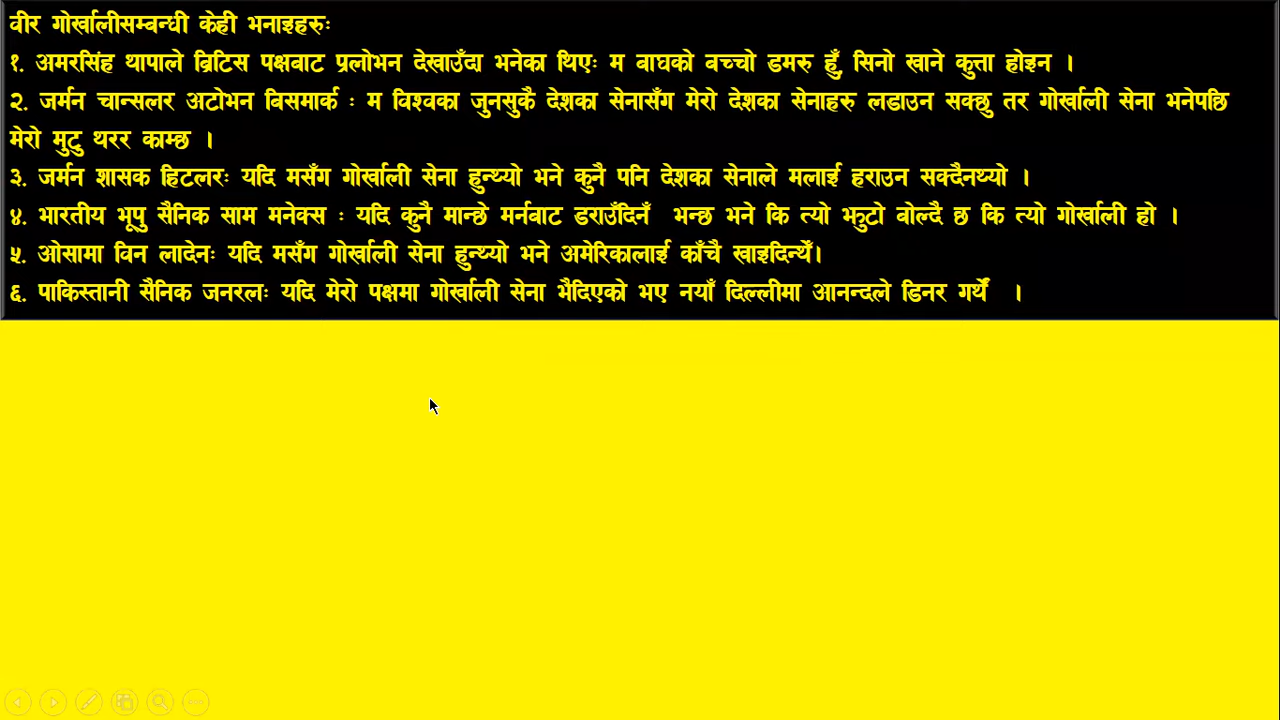 वीर गोर्खालीसम्बन्धी केही भनाइहरुः
१. अमरसिंह थापाले ब्रिटिस पक्षबाट प्रलोभन देखाउँदा भनेका थिएः म बाघको बच्चो डमरु हुँ, सिनो खाने कुत्ता होइन ।
२. जर्मन चान्सलर अटोभन बिसमार्क : म विश्वका जुनसुकै देशका सेनासँग मेरो देशका सेनाहरु लडाउन सक्छु तर गोर्खाली सेना भनेपछि
मेरो मुटु थरर काम्छ ।
३. जर्मन शासक हिटलरः यदि मसँग गोर्खाली सेना हुन्थ्यो भने कुनै पनि देशका सेनाले मलाई हराउन सक्दैनथ्यो ।
४. भारतीय भूपु सैनिक साम मनेक्स : यदि कुनै मान्छे मर्नबाट डराउँदिनँ भन्छ भने कि त्यो झुटो बोल्दै छ कि त्यो गोर्खाली हो ।
५. ओसामा विन लादेनः यदि मसँग गोर्खाली सेना हुन्थ्यो भने अमेरिकालाई काँचै खाइदिन्थेँ।
६. पाकिस्तानी सैनिक जनरलः यदि मेरो पक्षमा गोर्खाली सेना भैदिएको भए नयाँ दिल्लीमा आनन्दले डिनर गर्थेँ ।